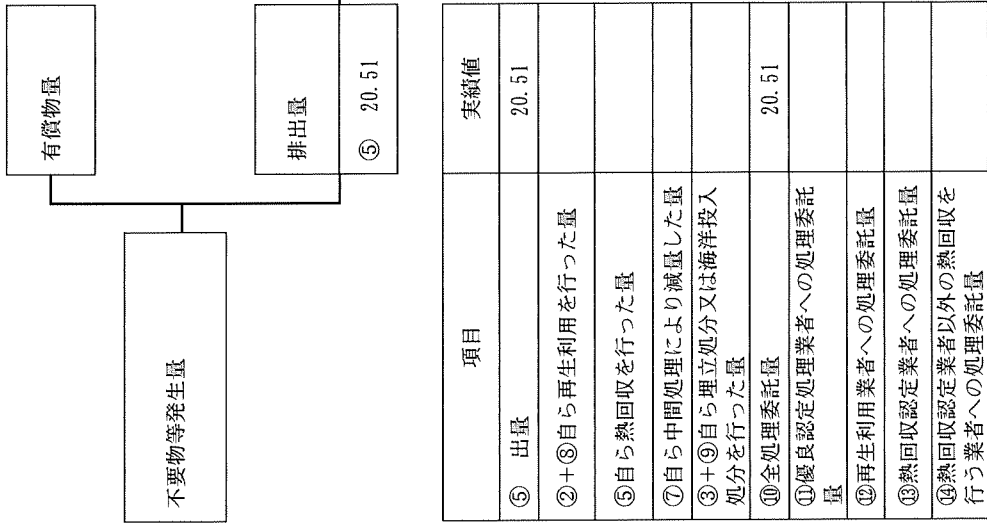 不要物等発生量
有償物量
排出量
⑤ 20.51
項目 実績値
⑤ 出量 20.51
②+⑧自ら再生利用を行った量
⑤自ら熱回収を行った量
⑦自ら中間処理により減量した量
③+⑨自ら埋立処分又は海洋投入
処分を行った量
⑩全処理委託量 20.51
⑪優良認定処理業者への処理委託
量
⑫再生利用業者への処理委託量
⑬熱回収認定業者への処理委託量
⑭熱回収認定業者以外の熱回収を
行う業者への処理委託量